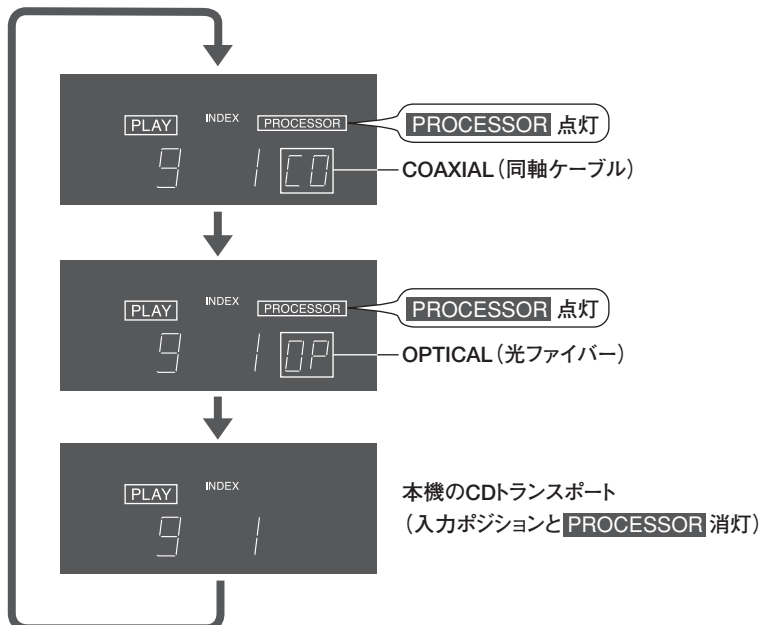 PLAY INDEX PROCESSOR PROCESSOR 点灯
9 1 CO COAXIAL（同軸ケーブル）
PLAY INDEX PROCESSOR PROCESSOR 点灯
9 1 OP OPTICAL（光ファイバー）
PLAY INDEX
9 1
本機のCDトランスポート
（入力ポジションと PROCESSOR 消灯）